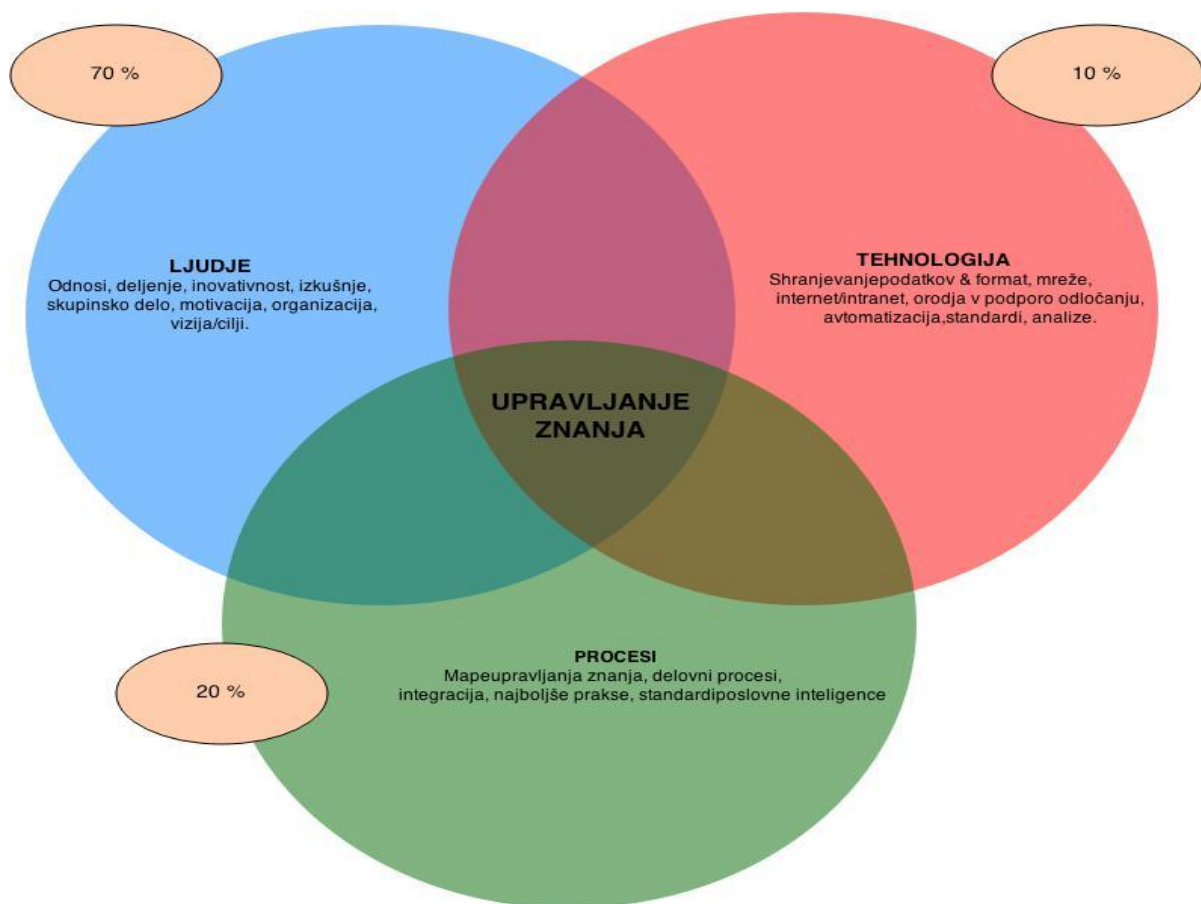 70 %
10 %
LJUDJE
Odnosi, deljenje, inovativnost, izkušnje,
skupinsko delo, motivacija, organizacija,
vizija/cilji.
TEHNOLOGIJA
Shranjevanjepodatkov & format, mreže,
internet/intranet, orodja v podporo odločanju,
avtomatizacija,standardi, analize.
UPRAVLJANJE
ZNANJA
PROCESI
Mapeupravljanja znanja, delovni procesi,
integracija, najboljše prakse, standardiposlovne inteligence
20 %